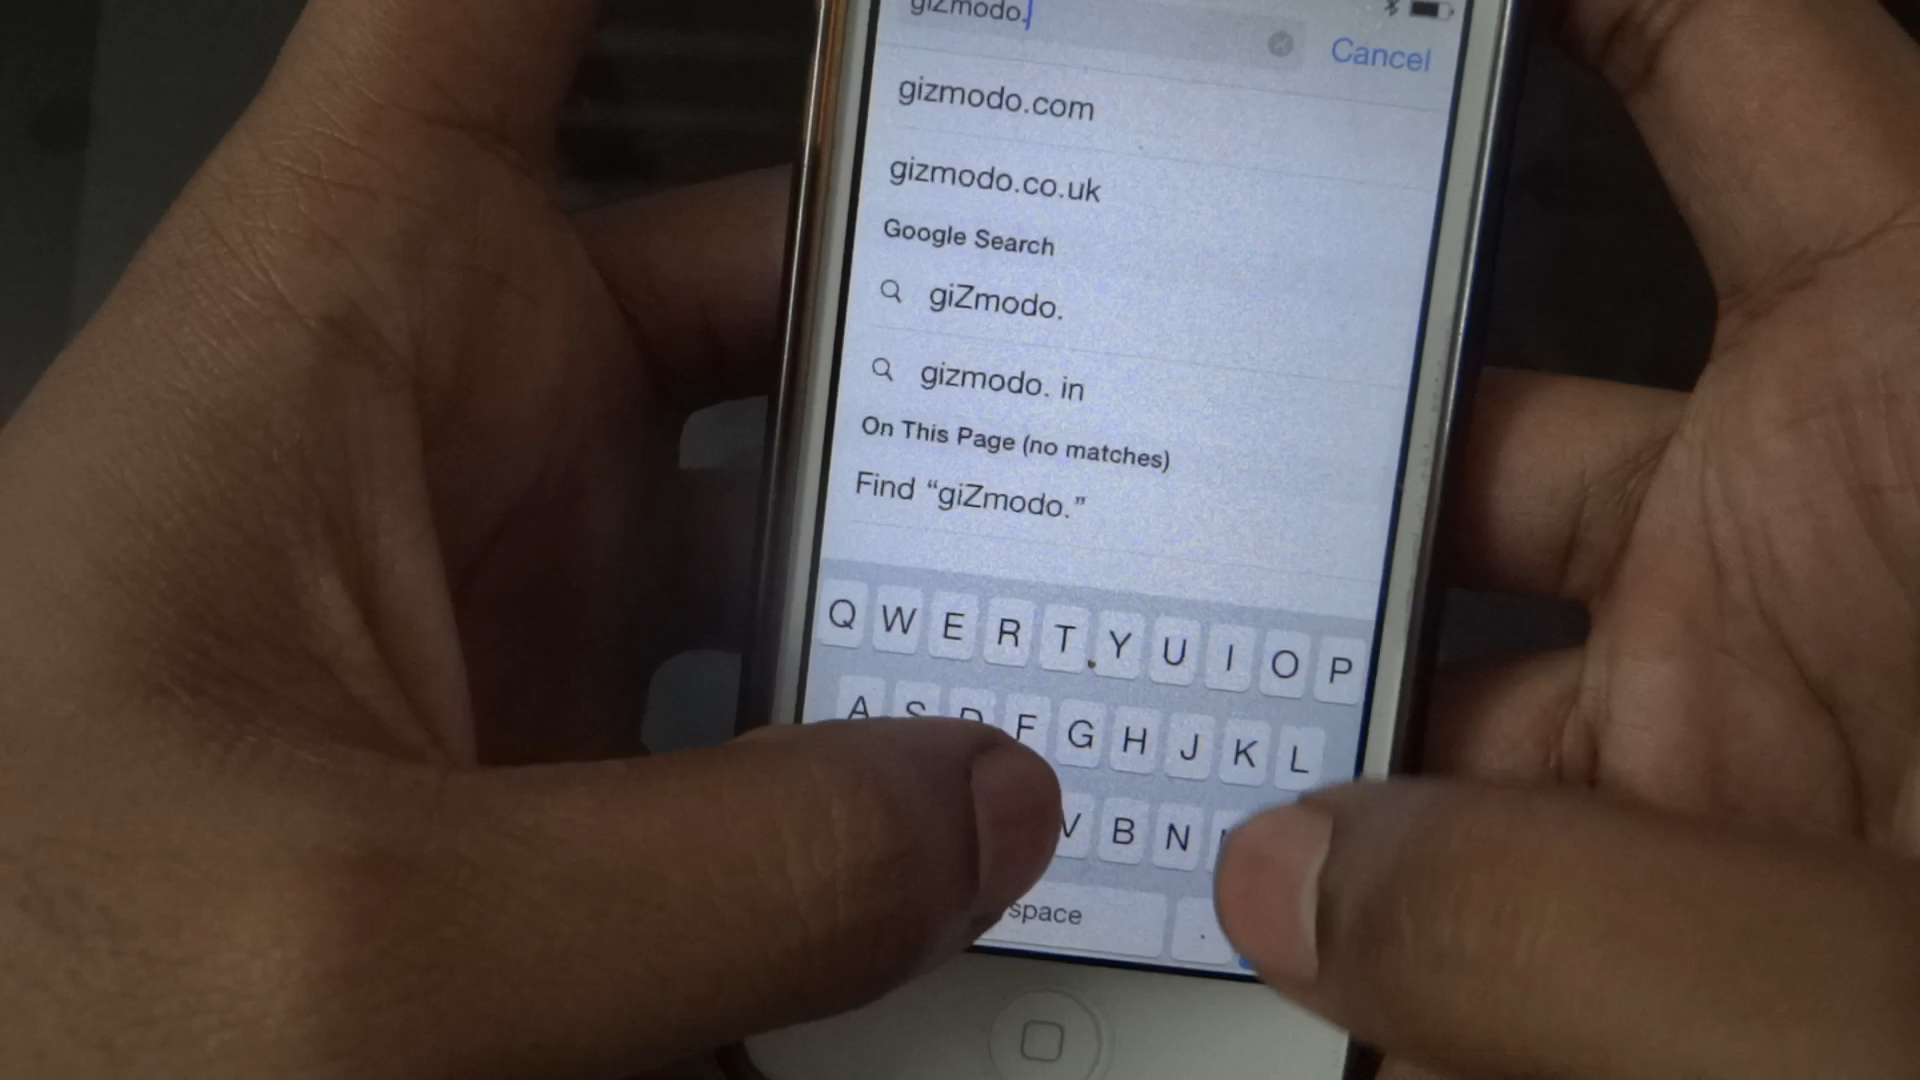 giZmodo.
Cancel
gizmodo.com
gizmodo.co.uk
Google Search
giZmodo.
gizmodo. in
On This Page (no matches)
Find “giZmodo.”
Q W E R T Y U I O P
A S D F G H J K L
V B N
space .